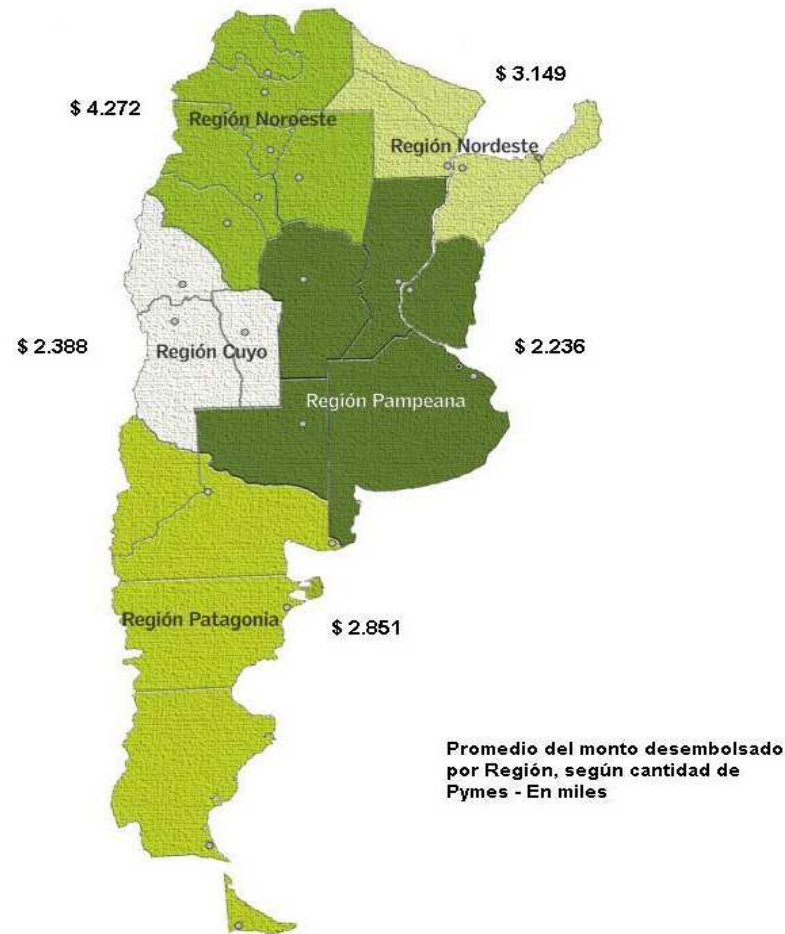 $ 3.149
$ 4.272
Región Noroeste
Región Nordeste
$ 2.388
Región Cuyo
$ 2.236
Región Pampeana
Región Patagonia
$ 2.851
Promedio del monto desembolsado
por Región, según cantidad de
Pymes - En miles